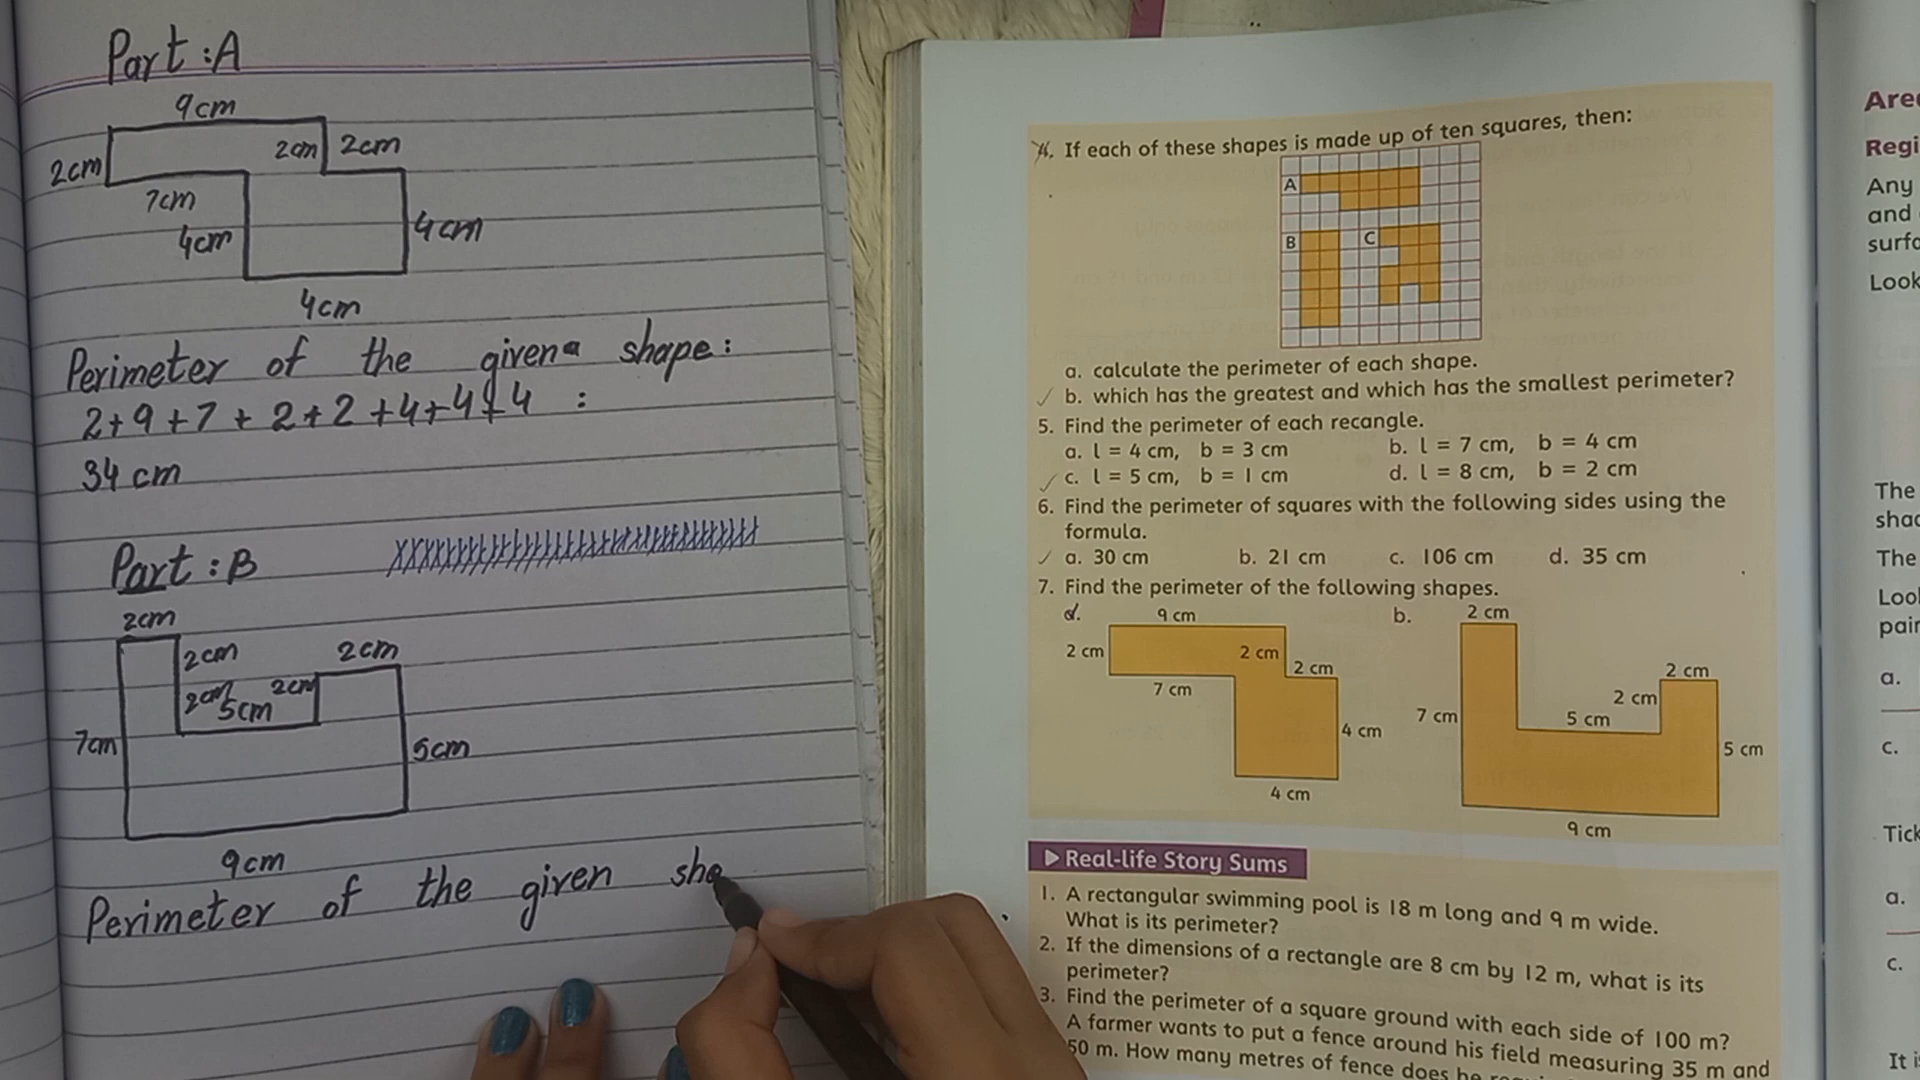 Part : A
9cm
2cm
2cm
2cm
7cm
4cm
4cm
4cm
Perimeter of the given shape:
2+9+7+2+2+4+4+4 :
34 cm
Part : B
2cm
2cm
2cm
2cm
2cm
5cm
7cm
5cm
9cm
Perimeter of the given sha
4. If each of these shapes is made up of ten squares, then:
A
B
C
a. calculate the perimeter of each shape.
b. which has the greatest and which has the smallest perimeter?
5. Find the perimeter of each recangle.
a. l = 4 cm, b = 3 cm b. l = 7 cm, b = 4 cm
c. l = 5 cm, b = 1 cm d. l = 8 cm, b = 2 cm
6. Find the perimeter of squares with the following sides using the
formula.
a. 30 cm b. 21 cm c. 106 cm d. 35 cm
7. Find the perimeter of the following shapes.
9 cm
2 cm
2 cm
2 cm
7 cm
4 cm
4 cm
b.
2 cm
2 cm
2 cm
5 cm
7 cm
5 cm
9 cm
Real-life Story Sums
1. A rectangular swimming pool is 18 m long and 9 m wide.
What is its perimeter?
2. If the dimensions of a rectangle are 8 cm by 12 m, what is its
perimeter?
3. Find the perimeter of a square ground with each side of 100 m?
A farmer wants to put a fence around his field measuring 35 m and
50 m. How many metres of fence does he
Regi
Any
and
Look
The
The
a.
c.
a.
c.